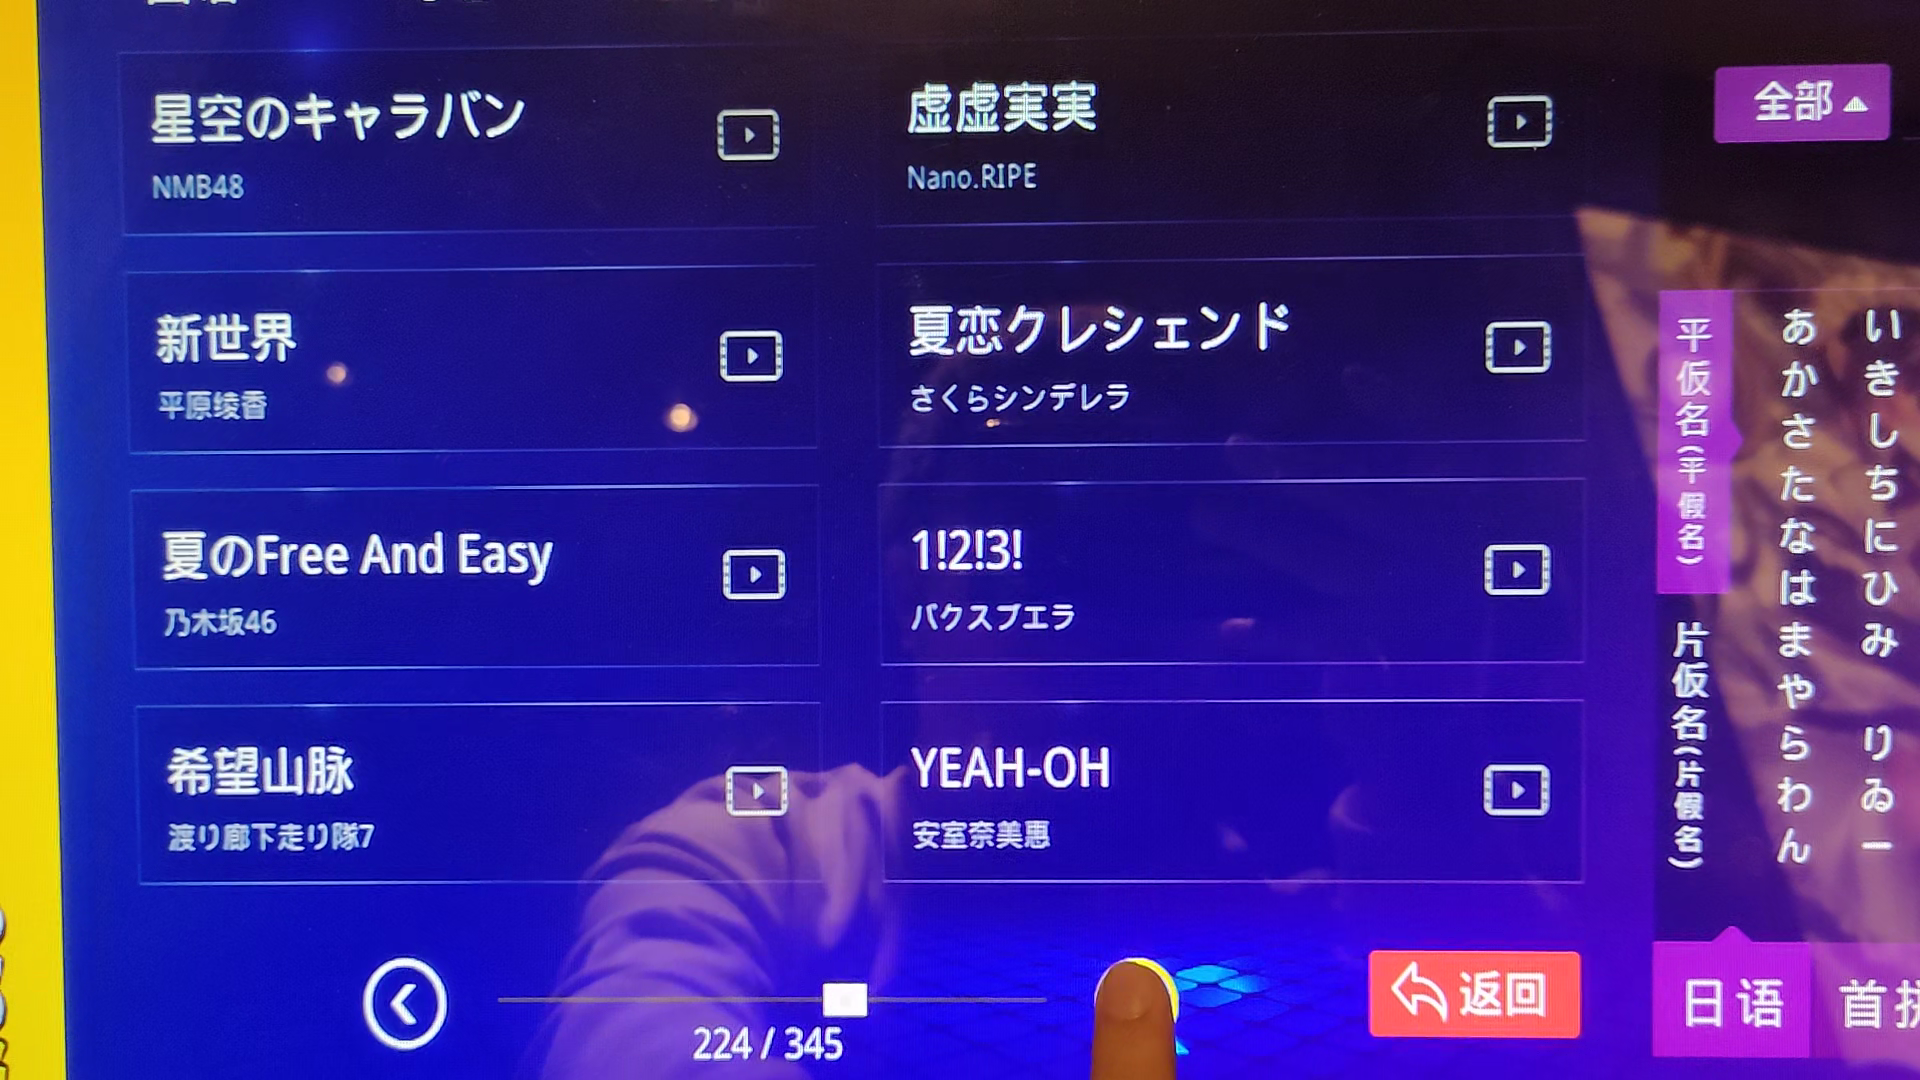 星空のキャラバン
NMB48
虚虚実実
Nano.RIPE
新世界
平原绫香
夏恋クレシェンド
さくらシンデレラ
夏のFree And Easy
乃木坂46
1!2!3!
バクスブエラ
希望山脉
渡り廊下走り隊7
YEAH-OH
安室奈美惠
224 / 345
返回
全部
平仮名(平假名)
片仮名(片假名)
あかさたなはまやらわん
いきしちにひみ りゐー
日语
首